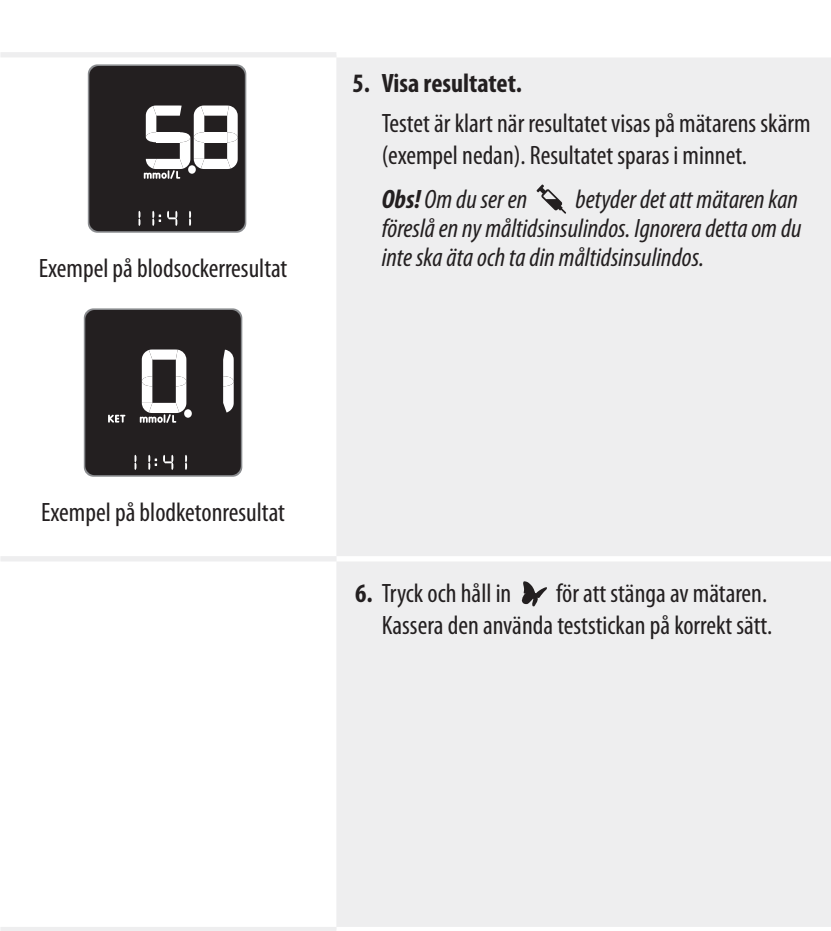 5.8
mmol/L
11:41
Exempel på blodsockerresultat
0.1
KET mmol/L
11:41
Exempel på blodketonresultat
5. Visa resultatet.
Testet är klart när resultatet visas på mätarens skärm
(exempel nedan). Resultatet sparas i minnet.
Obs! Om du ser en betyder det att mätaren kan
föreslå en ny måltidsinsulindos. Ignorera detta om du
inte ska äta och ta din måltidsinsulindos.
6. Tryck och håll in för att stänga av mätaren.
Kassera den använda teststickan på korrekt sätt.